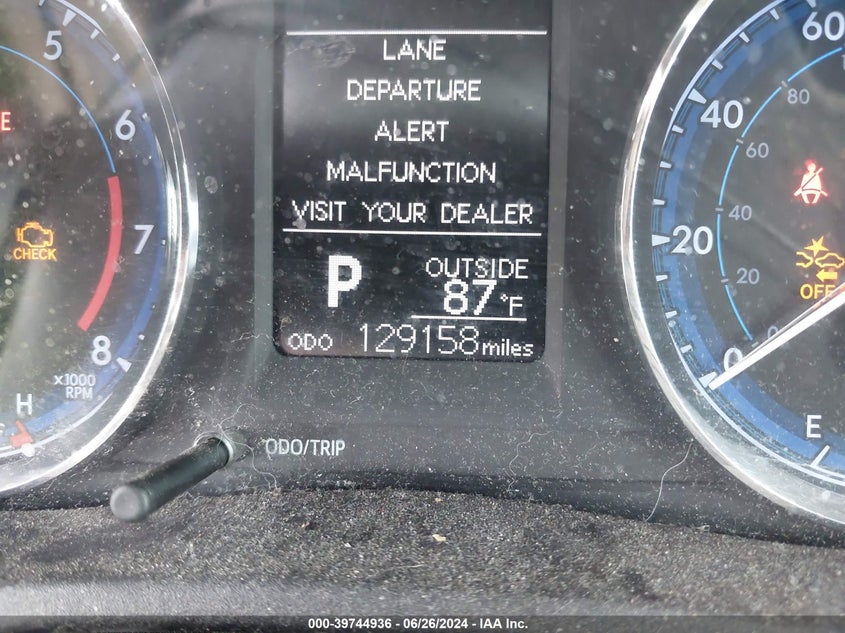 5
6
7
8
x1000
RPM
H
CHECK
LANE
DEPARTURE
ALERT
MALFUNCTION
VISIT YOUR DEALER
P
OUTSIDE
87°F
ODO 129158 miles
ODO/TRIP
60
40
20
0
80
60
40
20
0
OFF
E
000-39744936 - 06/26/2024 - IAA Inc.